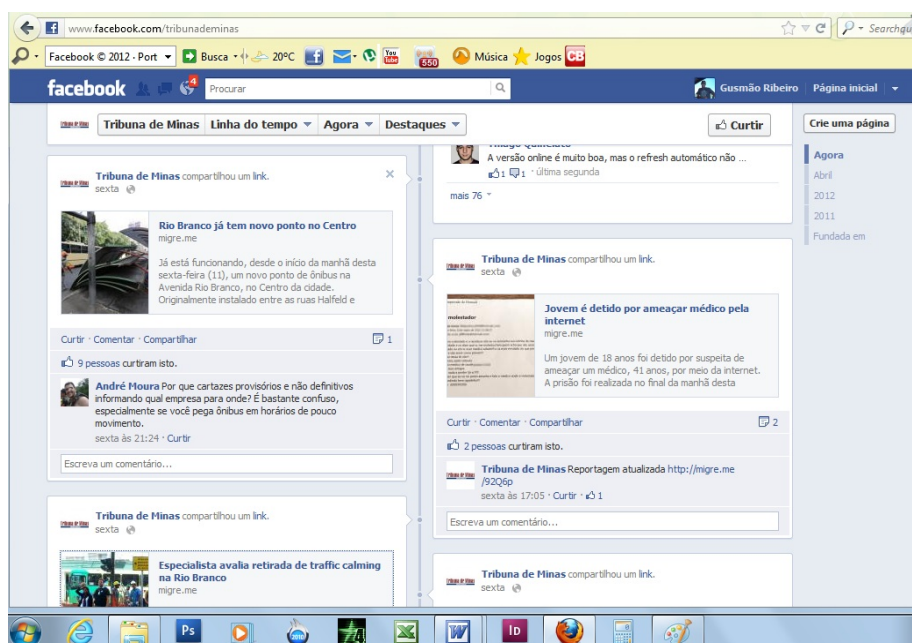 www.facebook.com/tribunademinas
Searchqu
Facebook © 2012 - Port
Busca
20ºC
You Tube
550
Música
Jogos
CB
facebook
4
Procurar
Gusmão Ribeiro
Página inicial
Tribuna de Minas
Linha do tempo
Agora
Destaques
Curtir
Crie uma página
Agora
Abril
2012
2011
Fundada em
Tribuna de Minas compartilhou um link.
sexta
Rio Branco já tem novo ponto no Centro
migre.me
Já está funcionando, desde o início da manhã desta
sexta-feira (11), um novo ponto de ônibus na
Avenida Rio Branco, no Centro da cidade.
Originalmente instalado entre as ruas Halfeld e
Curtir · Comentar · Compartilhar
1
9 pessoas curtiram isto.
André Moura Por que cartazes provisórios e não definitivos
informando qual empresa para onde? É bastante confuso,
especialmente se você pega ônibus em horários de pouco
movimento.
sexta às 21:24 · Curtir
Escreva um comentário...
Tribuna de Minas compartilhou um link.
sexta
Especialista avalia retirada de traffic calming
na Rio Branco
migre.me
A versão online é muito boa, mas o refresh automático não ...
1 1 · última segunda
mais 76
Tribuna de Minas compartilhou um link.
sexta
Jovem é detido por ameaçar médico pela
internet
migre.me
Um jovem de 18 anos foi detido por suspeita de
ameaçar um médico, 41 anos, por meio da internet.
A prisão foi realizada no final da manhã desta
Curtir · Comentar · Compartilhar
2
2 pessoas curtiram isto.
Tribuna de Minas Reportagem atualizada http://migre.me
/92Q6p
sexta às 17:05 · Curtir · 1
Escreva um comentário...
Tribuna de Minas compartilhou um link.
sexta
Ps
2010
ID